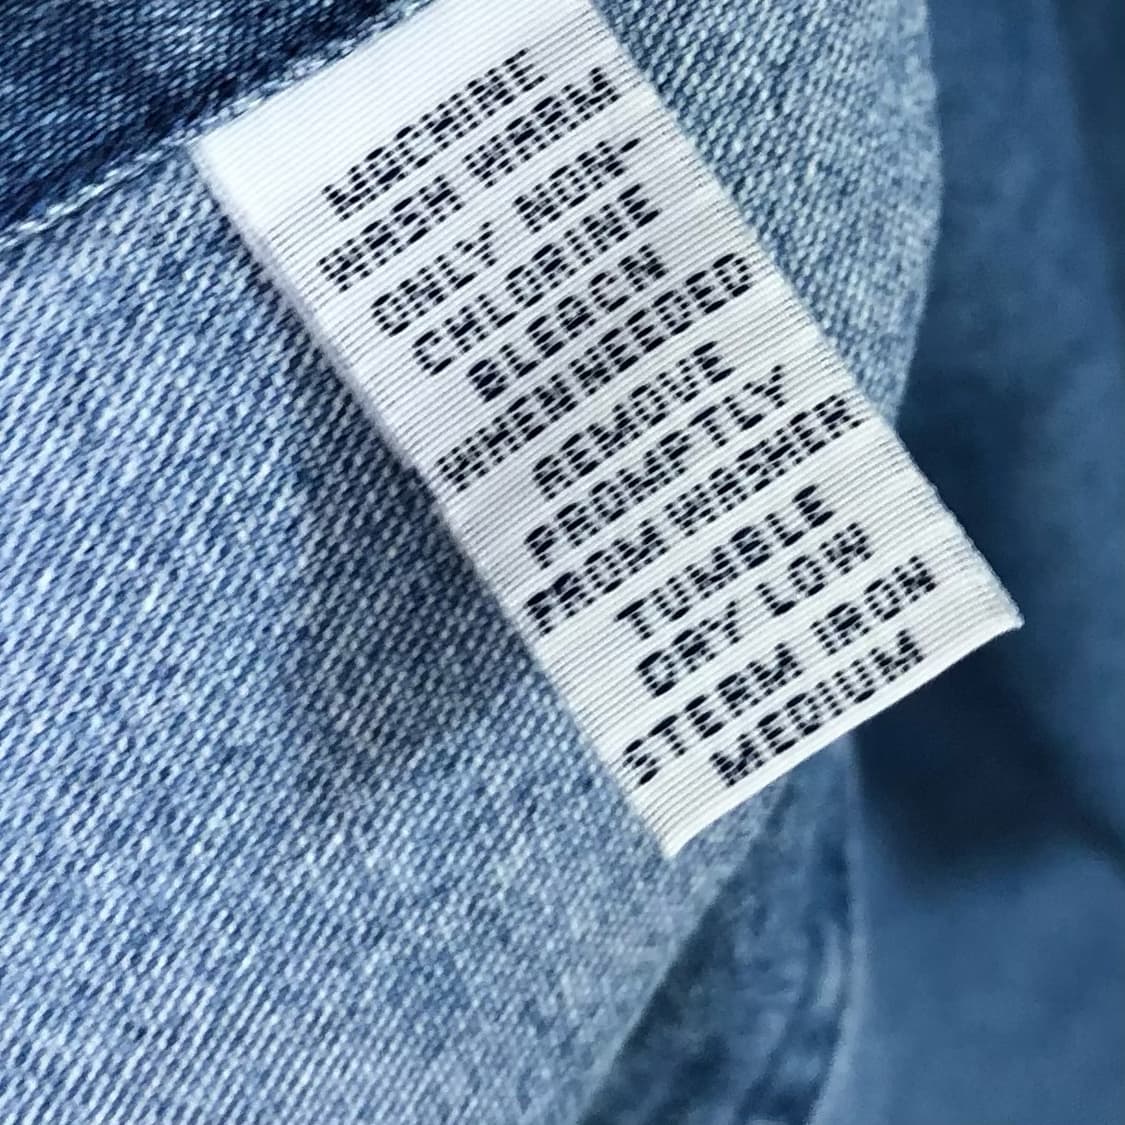 MACHINE
WASH WARM
ONLY NON-
CHLORINE
BLEACH
WHEN NEEDED
REMOVE
PROMPTLY
FROM WASHER
TUMBLE
DRY LOW
STEAM IRON
MEDIUM